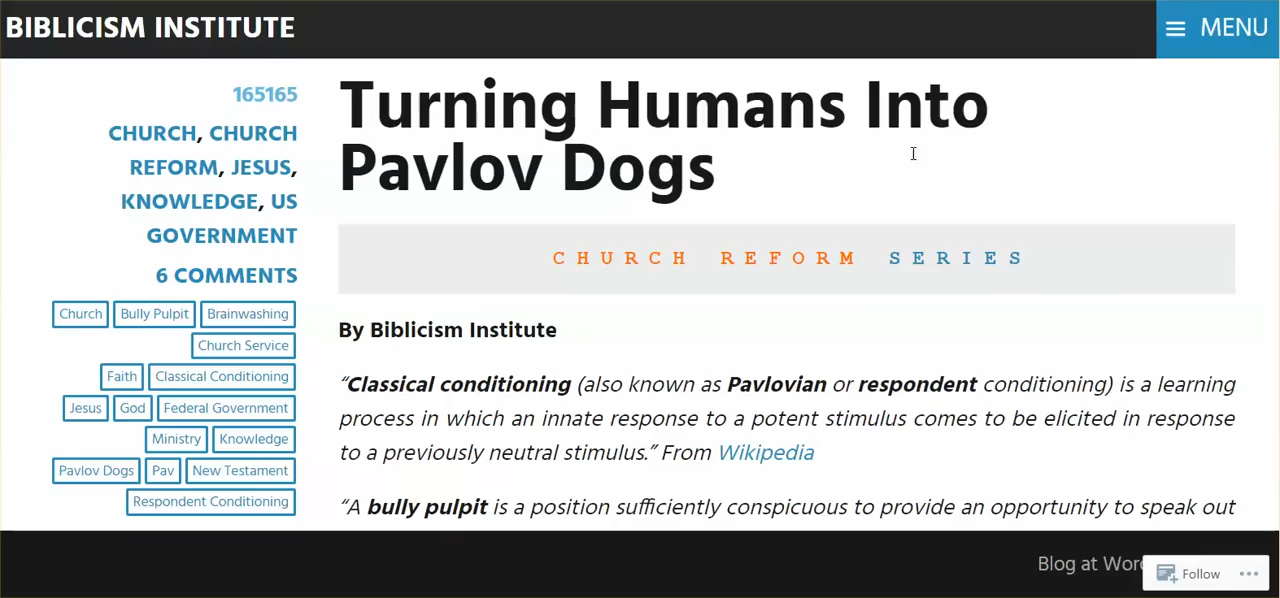 BIBLICISM INSTITUTE
MENU
165165
CHURCH, CHURCH
REFORM, JESUS,
KNOWLEDGE, US
GOVERNMENT
6 COMMENTS
Church Bully Pulpit Brainwashing
Church Service
Faith Classical Conditioning
Jesus God Federal Government
Ministry Knowledge
Pavlov Dogs Pav New Testament
Respondent Conditioning
Turning Humans Into
Pavlov Dogs
CHURCH REFORM SERIES
By Biblicism Institute
“Classical conditioning (also known as Pavlovian or respondent conditioning) is a learning
process in which an innate response to a potent stimulus comes to be elicited in response
to a previously neutral stimulus.” From Wikipedia
“A bully pulpit is a position sufficiently conspicuous to provide an opportunity to speak out
Blog at
Follow